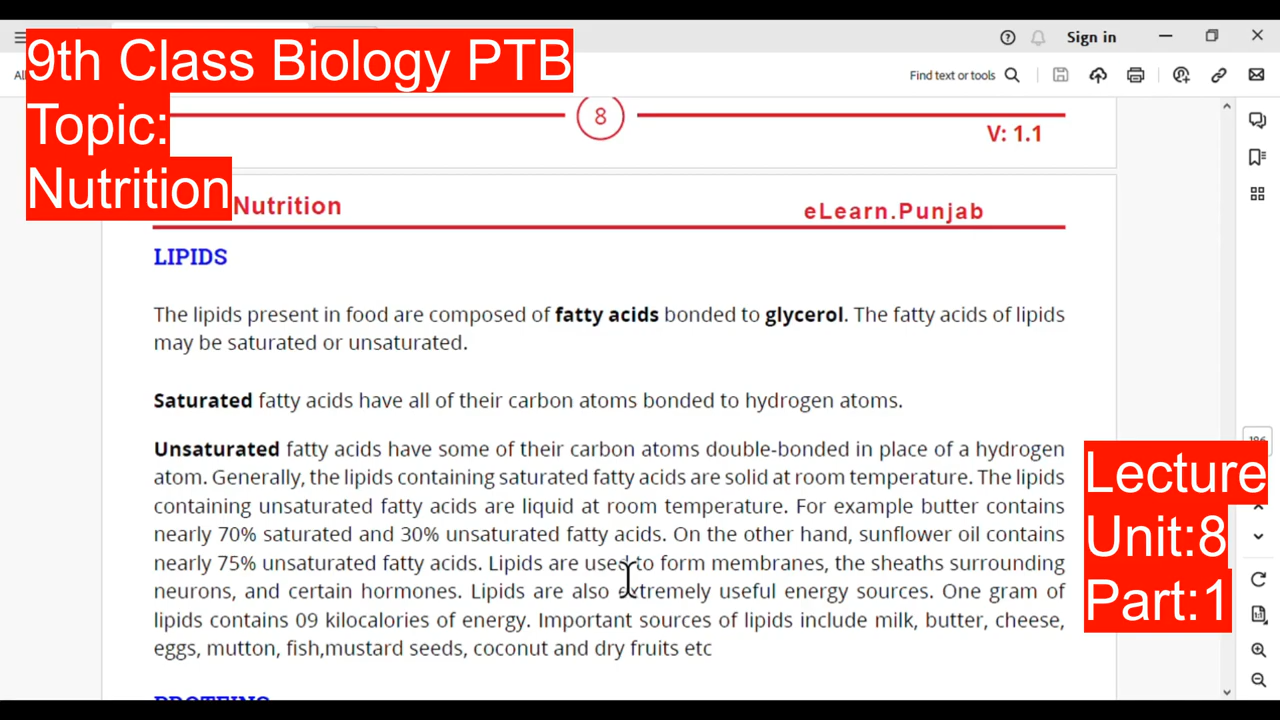 9th Class Biology PTB
Topic:
Nutrition
Sign in
Find text or tools
8
V: 1.1
Nutrition
eLearn.Punjab
LIPIDS
The lipids present in food are composed of fatty acids bonded to glycerol. The fatty acids of lipids
may be saturated or unsaturated.
Saturated fatty acids have all of their carbon atoms bonded to hydrogen atoms.
Unsaturated fatty acids have some of their carbon atoms double-bonded in place of a hydrogen
atom. Generally, the lipids containing saturated fatty acids are solid at room temperature. The lipids
containing unsaturated fatty acids are liquid at room temperature. For example butter contains
nearly 70% saturated and 30% unsaturated fatty acids. On the other hand, sunflower oil contains
nearly 75% unsaturated fatty acids. Lipids are used to form membranes, the sheaths surrounding
neurons, and certain hormones. Lipids are also extremely useful energy sources. One gram of
lipids contains 09 kilocalories of energy. Important sources of lipids include milk, butter, cheese,
eggs, mutton, fish,mustard seeds, coconut and dry fruits etc
PROTEINS
Lecture
Unit:8
Part:1